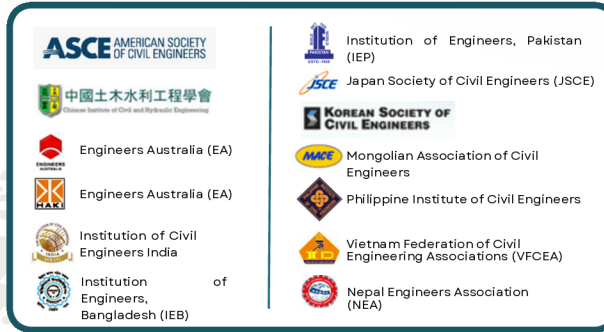 ASCE AMERICAN SOCIETY
OF CIVIL ENGINEERS
中國土木水利工程學會
Chinese Institute of Civil and Hydraulic Engineering
ENGINEERS
AUSTRALIA
Engineers Australia (EA)
HAKI
Engineers Australia (EA)
INDIA
Institution of Civil
Engineers India
Institution of
Engineers,
Bangladesh (IEB)
PAKISTAN
Institution of Engineers, Pakistan
(IEP)
JSCE
Japan Society of Civil Engineers (JSCE)
KOREAN SOCIETY OF
CIVIL ENGINEERS
MACE
Mongolian Association of Civil
Engineers
Philippine Institute of Civil Engineers
Vietnam Federation of Civil
Engineering Associations (VFCEA)
Nepal Engineers Association
(NEA)